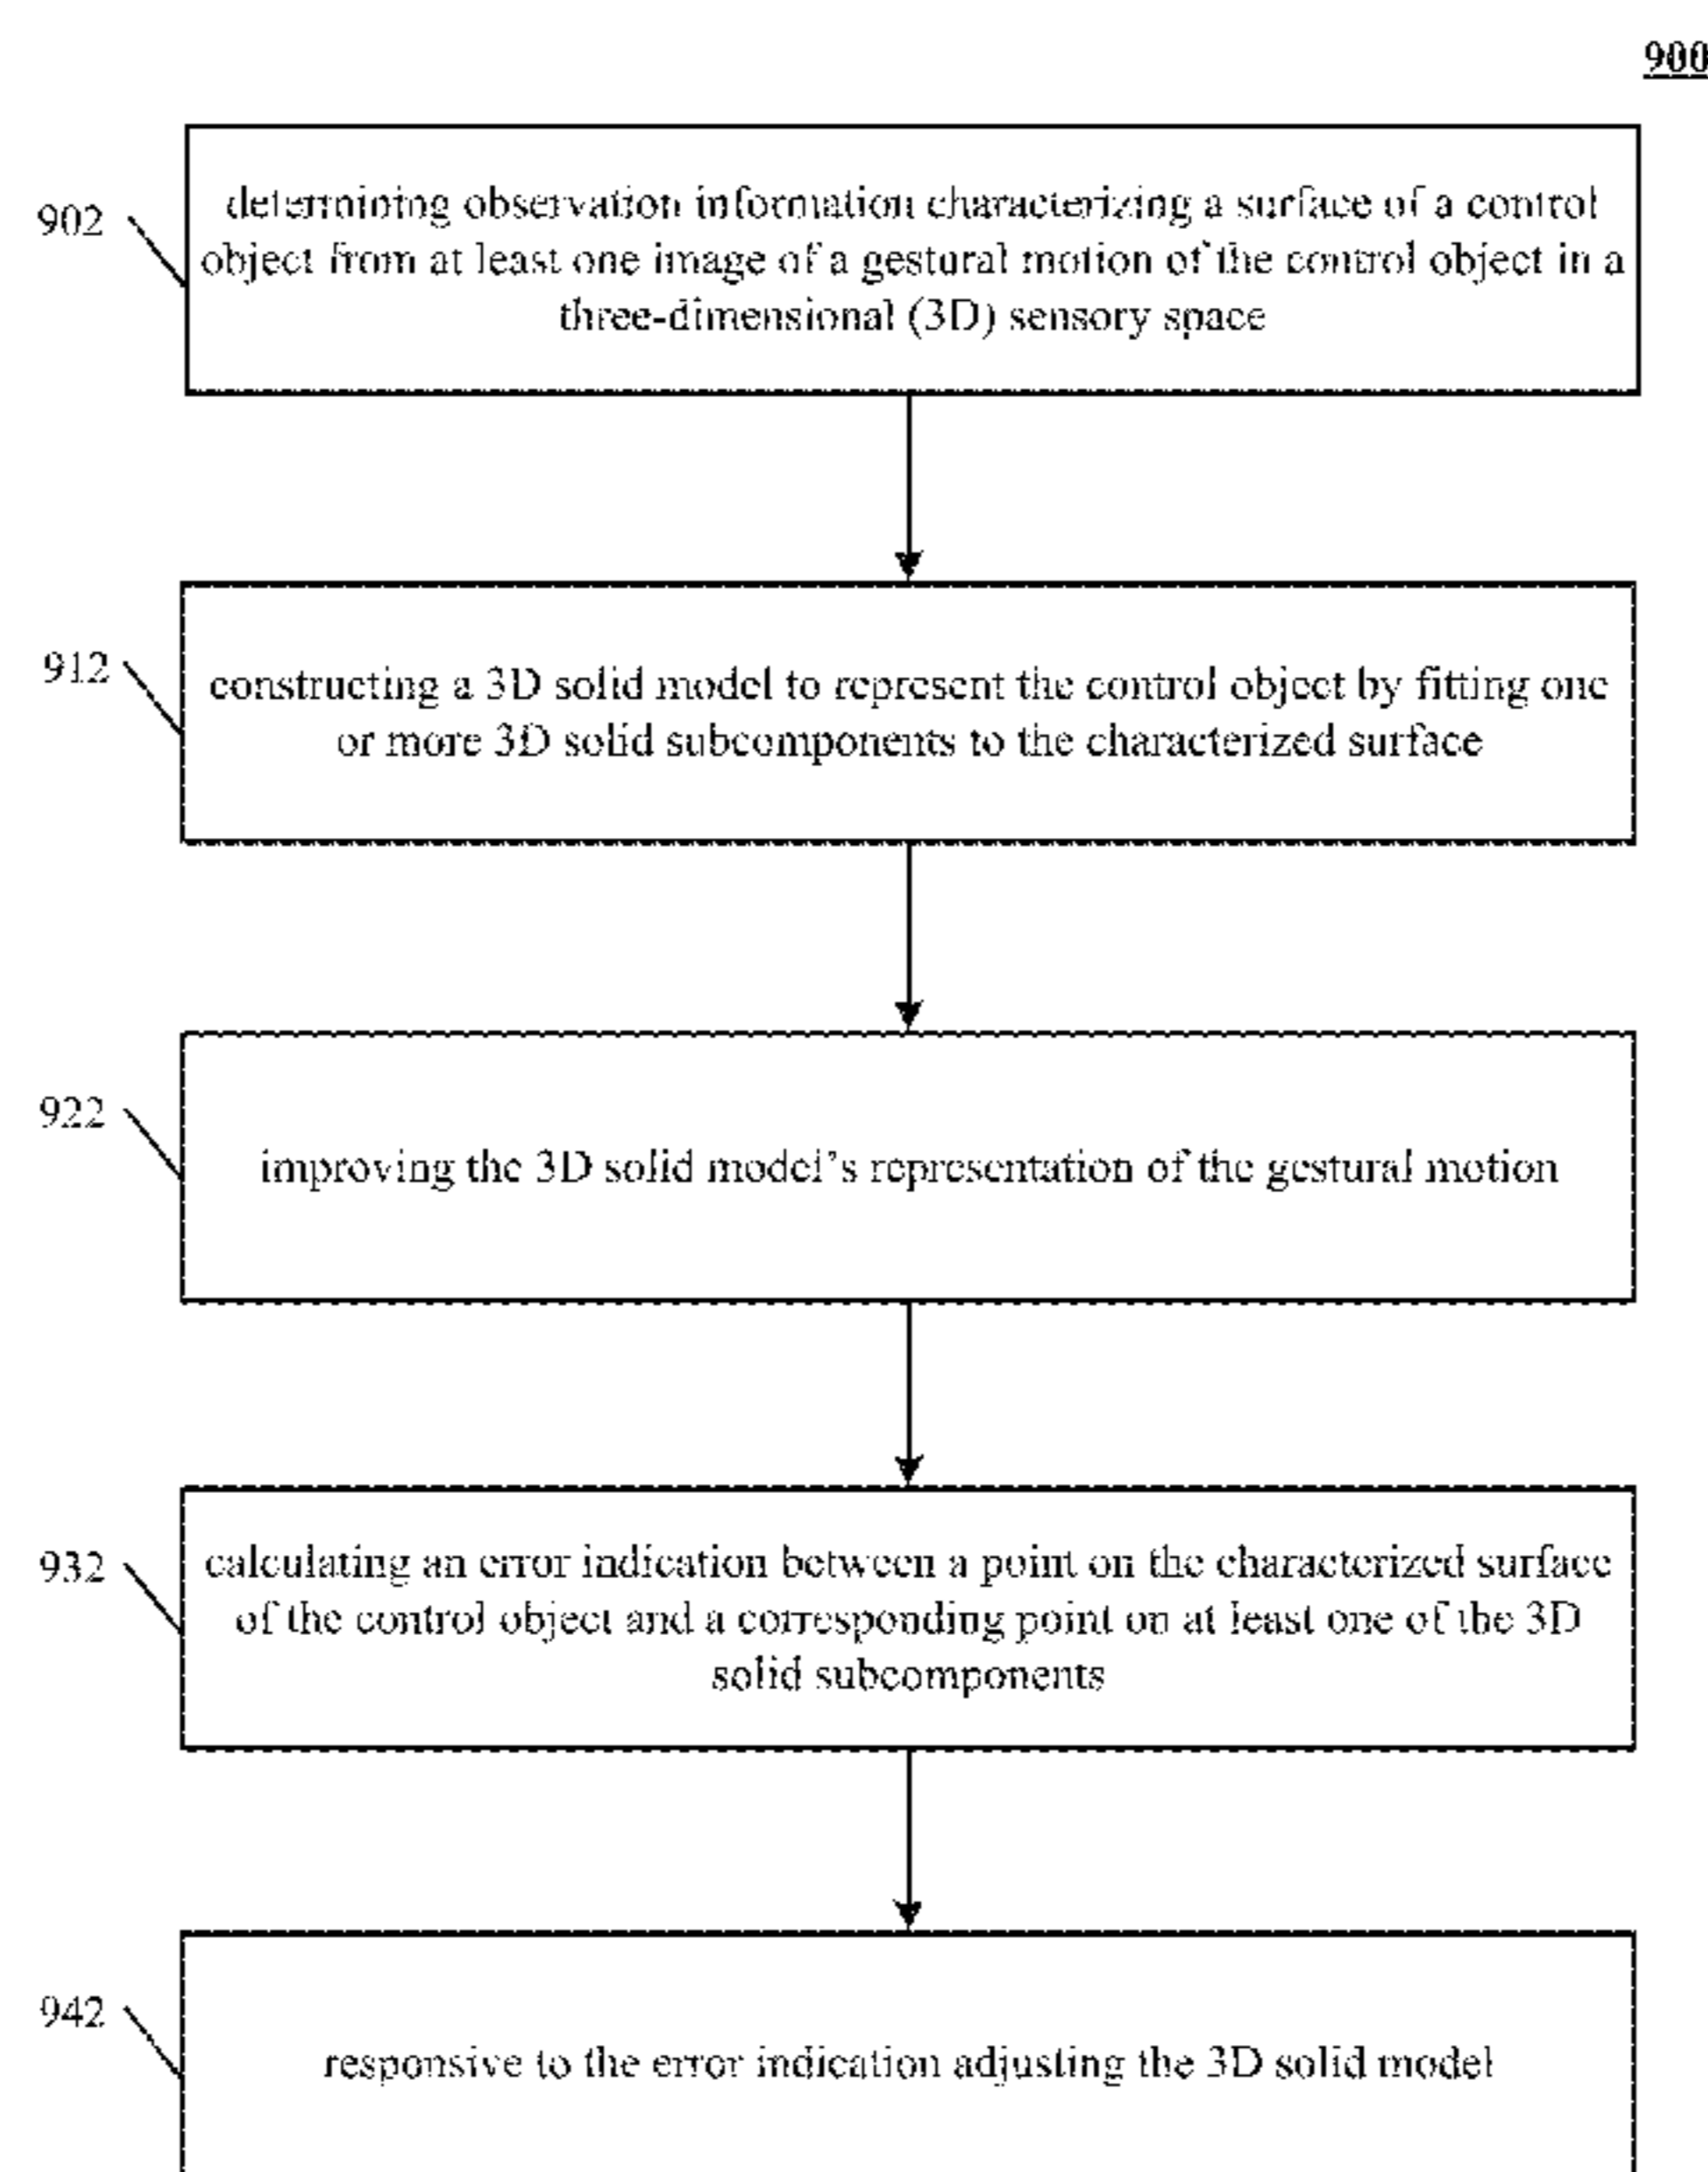 900
902
determining observation information characterizing a surface of a control
object from at least one image of a gestural motion of the control object in a
three-dimensional (3D) sensory space
912
constructing a 3D solid model to represent the control object by fitting one
or more 3D solid subcomponents to the characterized surface
922
improving the 3D solid model’s representation of the gestural motion
932
calculating an error indication between a point on the characterized surface
of the control object and a corresponding point on at least one of the 3D
solid subcomponents
942
responsive to the error indication adjusting the 3D solid model